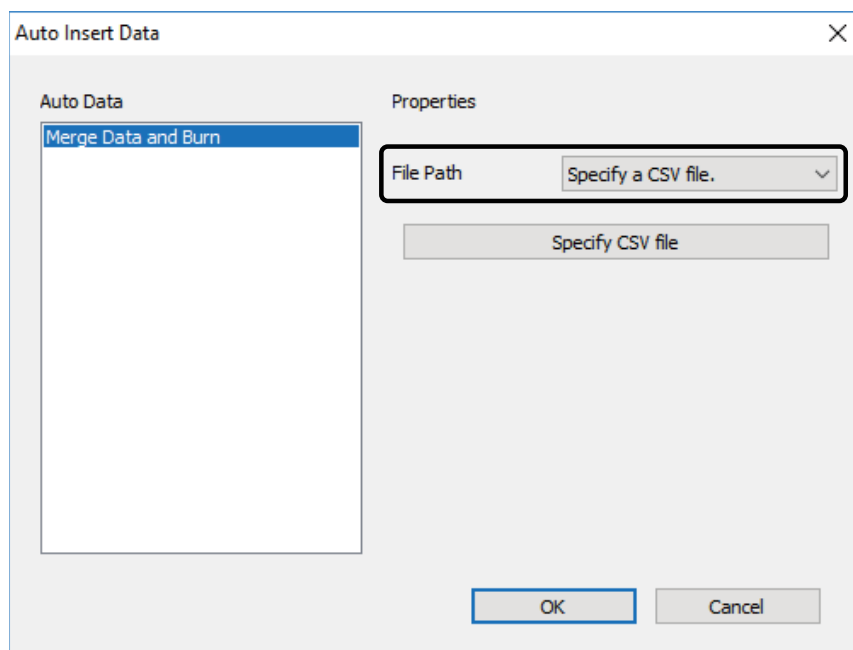 Auto Insert Data
Auto Data
Merge Data and Burn
Properties
File Path
Specify a CSV file.
Specify CSV file
OK
Cancel